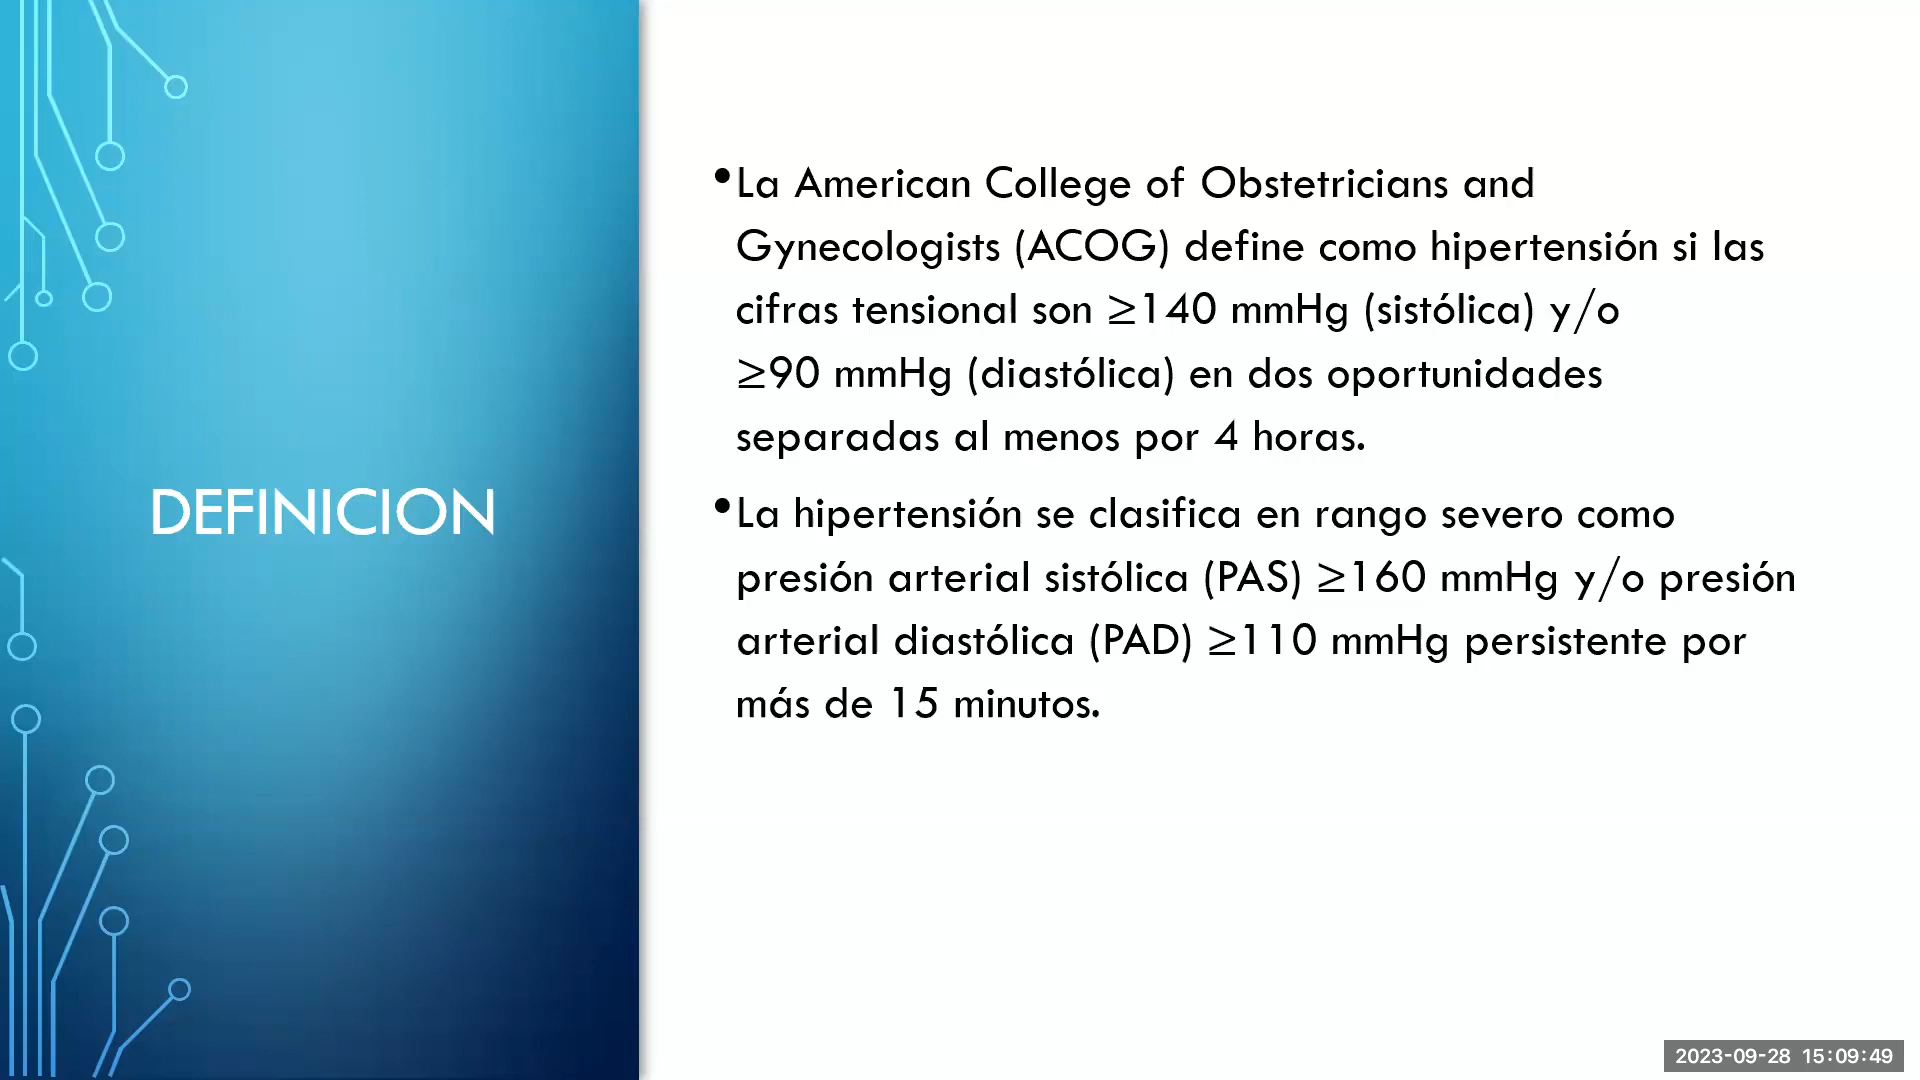 DEFINICION
•La American College of Obstetricians and
Gynecologists (ACOG) define como hipertensión si las
cifras tensional son ≥140 mmHg (sistólica) y/o
≥90 mmHg (diastólica) en dos oportunidades
separadas al menos por 4 horas.
•La hipertensión se clasifica en rango severo como
presión arterial sistólica (PAS) ≥160 mmHg y/o presión
arterial diastólica (PAD) ≥110 mmHg persistente por
más de 15 minutos.
2023-09-28 15:09:49